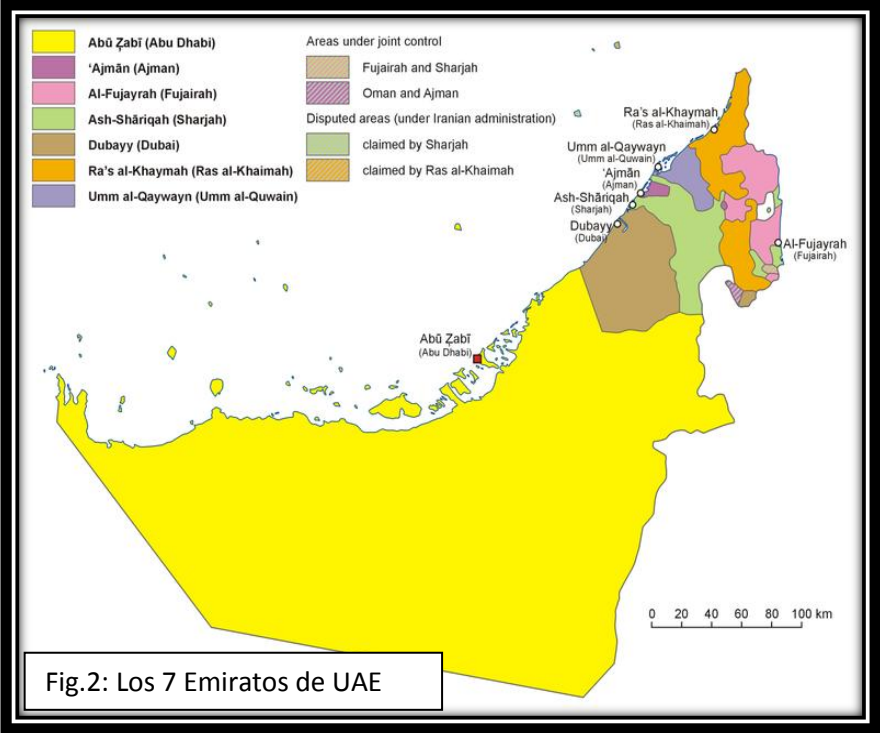 Abū Ẓabī (Abu Dhabi)
‘Ajmān (Ajman)
Al-Fujayrah (Fujairah)
Ash-Shāriqah (Sharjah)
Dubayy (Dubai)
Ra's al-Khaymah (Ras al-Khaimah)
Umm al-Qaywayn (Umm al-Quwain)
Areas under joint control
Fujairah and Sharjah
Oman and Ajman
Disputed areas (under Iranian administration)
claimed by Sharjah
claimed by Ras al-Khaimah
Ra's al-Khaymah
(Ras al-Khaimah)
Umm al-Qaywayn
(Umm al-Quwain)
‘Ajmān
(Ajman)
Ash-Shāriqah
(Sharjah)
Dubayy
(Dubai)
Al-Fujayrah
(Fujairah)
Abū Ẓabī
(Abu Dhabi)
0 20 40 60 80 100 km
Fig.2: Los 7 Emiratos de UAE